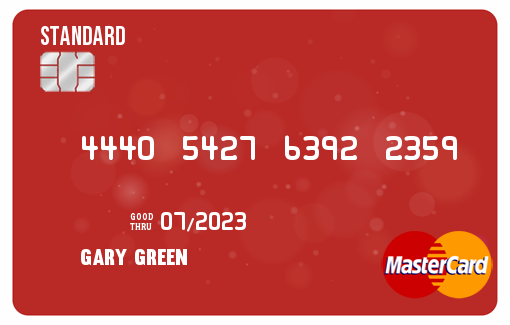 STANDARD
4440 5427 6392 2359
GOOD THRU 07/2023
GARY GREEN
MasterCard